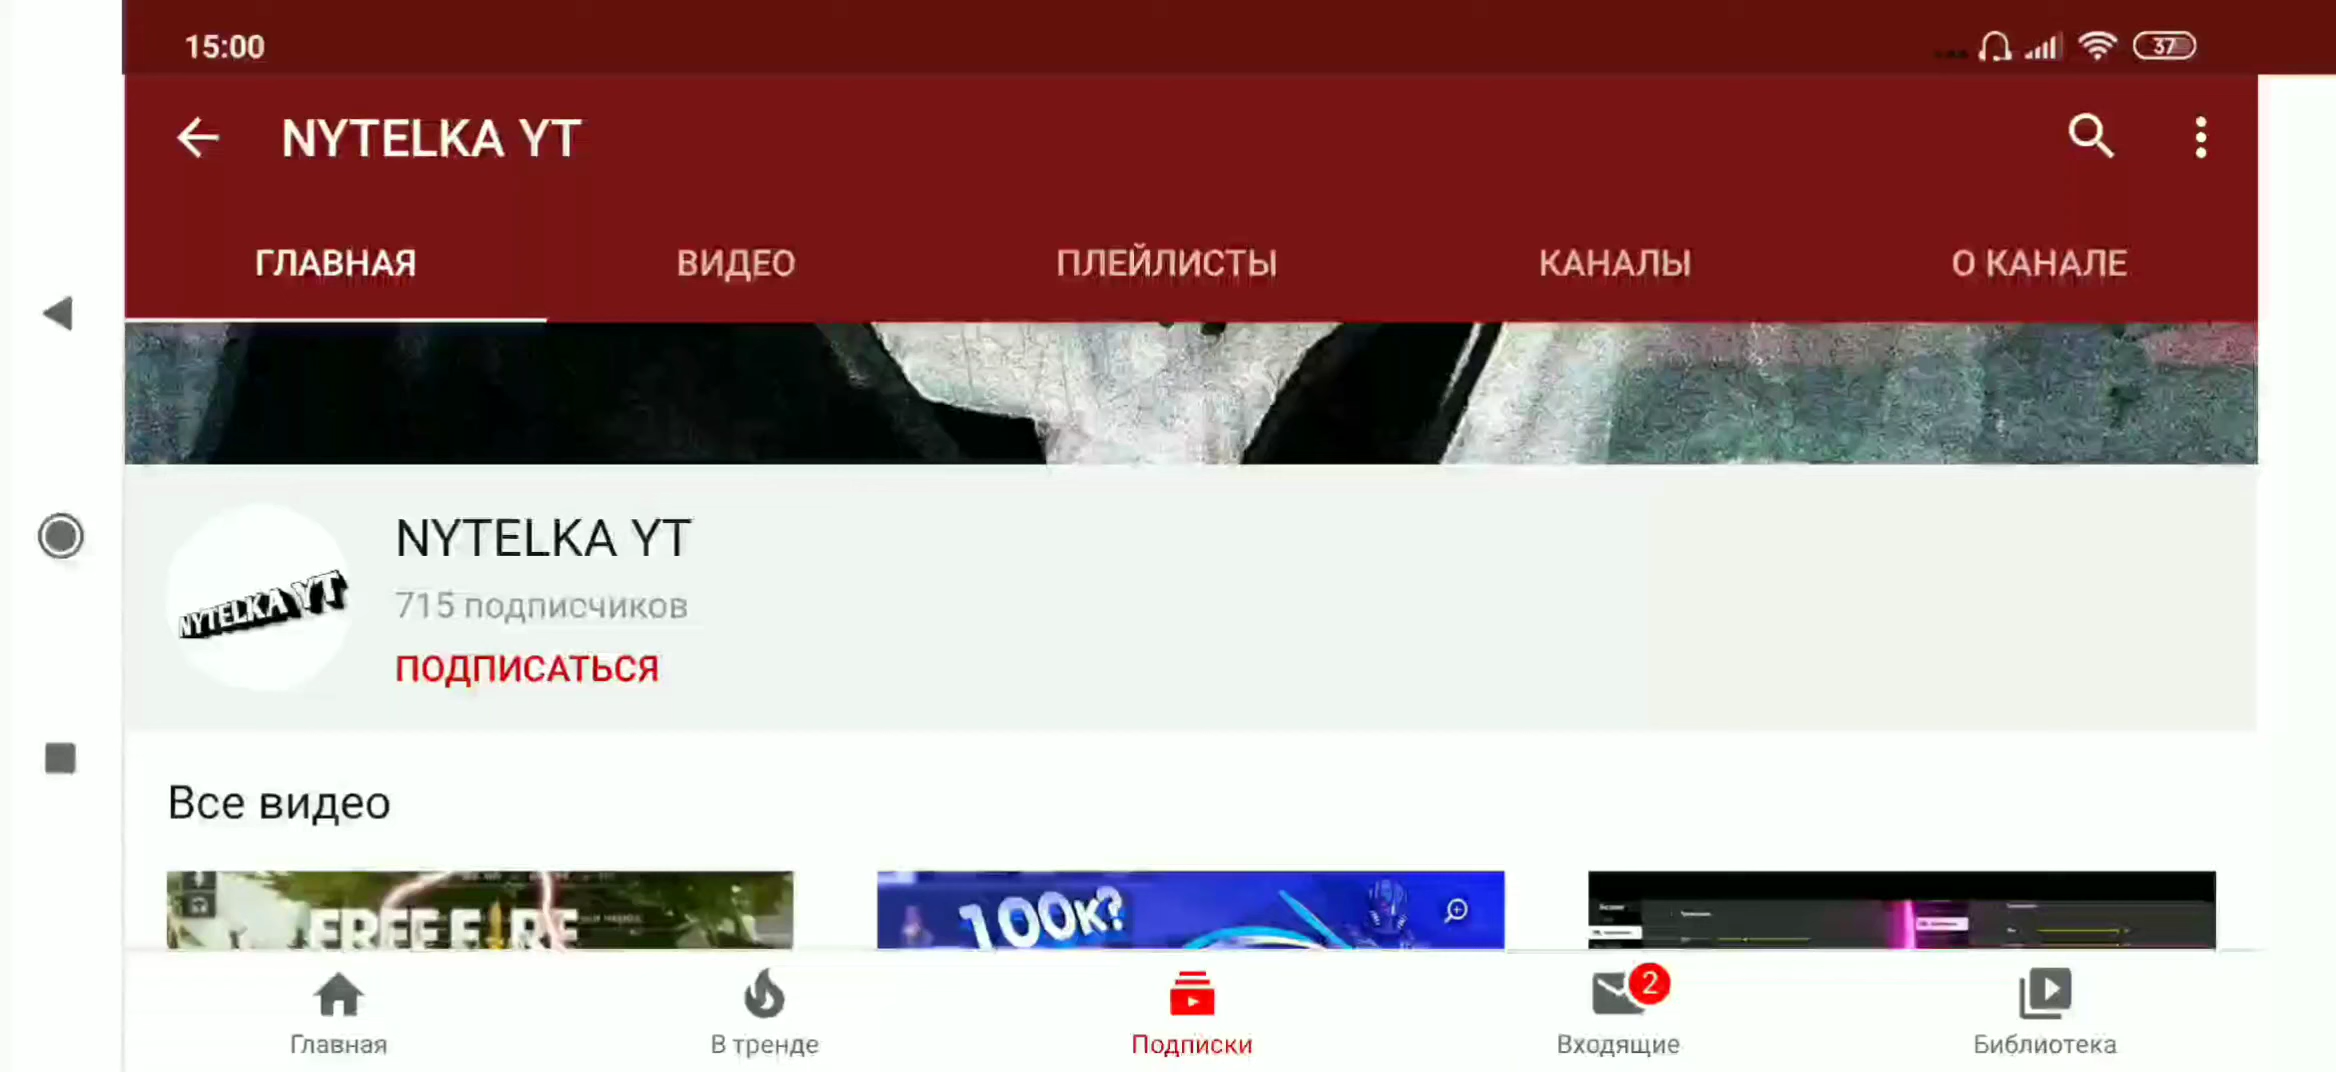 15:00
37
NYTELKA YT
ГЛАВНАЯ
ВИДЕО
ПЛЕЙЛИСТЫ
КАНАЛЫ
О КАНАЛЕ
NYTELKA YT
NYTELKA YT
715 подписчиков
ПОДПИСАТЬСЯ
Все видео
FREE FIRE
100К?
2
Главная
В тренде
Подписки
Входящие
Библиотека